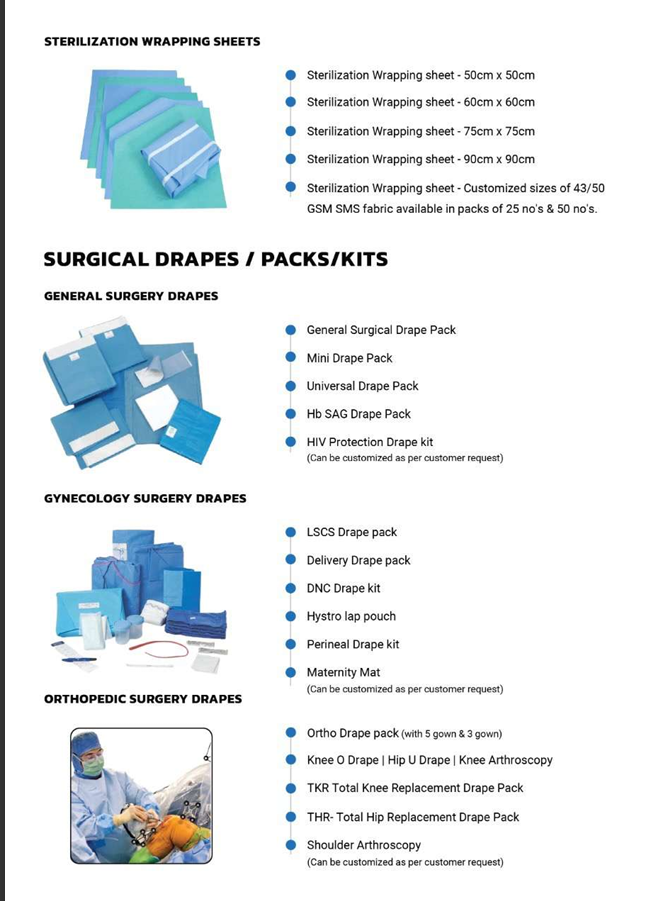 STERILIZATION WRAPPING SHEETS
Sterilization Wrapping sheet - 50cm x 50cm
Sterilization Wrapping sheet - 60cm x 60cm
Sterilization Wrapping sheet - 75cm x 75cm
Sterilization Wrapping sheet - 90cm x 90cm
Sterilization Wrapping sheet - Customized sizes of 43/50
GSM SMS fabric available in packs of 25 no's & 50 no's.
SURGICAL DRAPES / PACKS/KITS
GENERAL SURGERY DRAPES
General Surgical Drape Pack
Mini Drape Pack
Universal Drape Pack
Hb SAG Drape Pack
HIV Protection Drape kit
(Can be customized as per customer request)
GYNECOLOGY SURGERY DRAPES
LSCS Drape pack
Delivery Drape pack
DNC Drape kit
Hystro lap pouch
Perineal Drape kit
Maternity Mat
(Can be customized as per customer request)
ORTHOPEDIC SURGERY DRAPES
Ortho Drape pack (with 5 gown & 3 gown)
Knee O Drape | Hip U Drape | Knee Arthroscopy
TKR Total Knee Replacement Drape Pack
THR- Total Hip Replacement Drape Pack
Shoulder Arthroscopy
(Can be customized as per customer request)